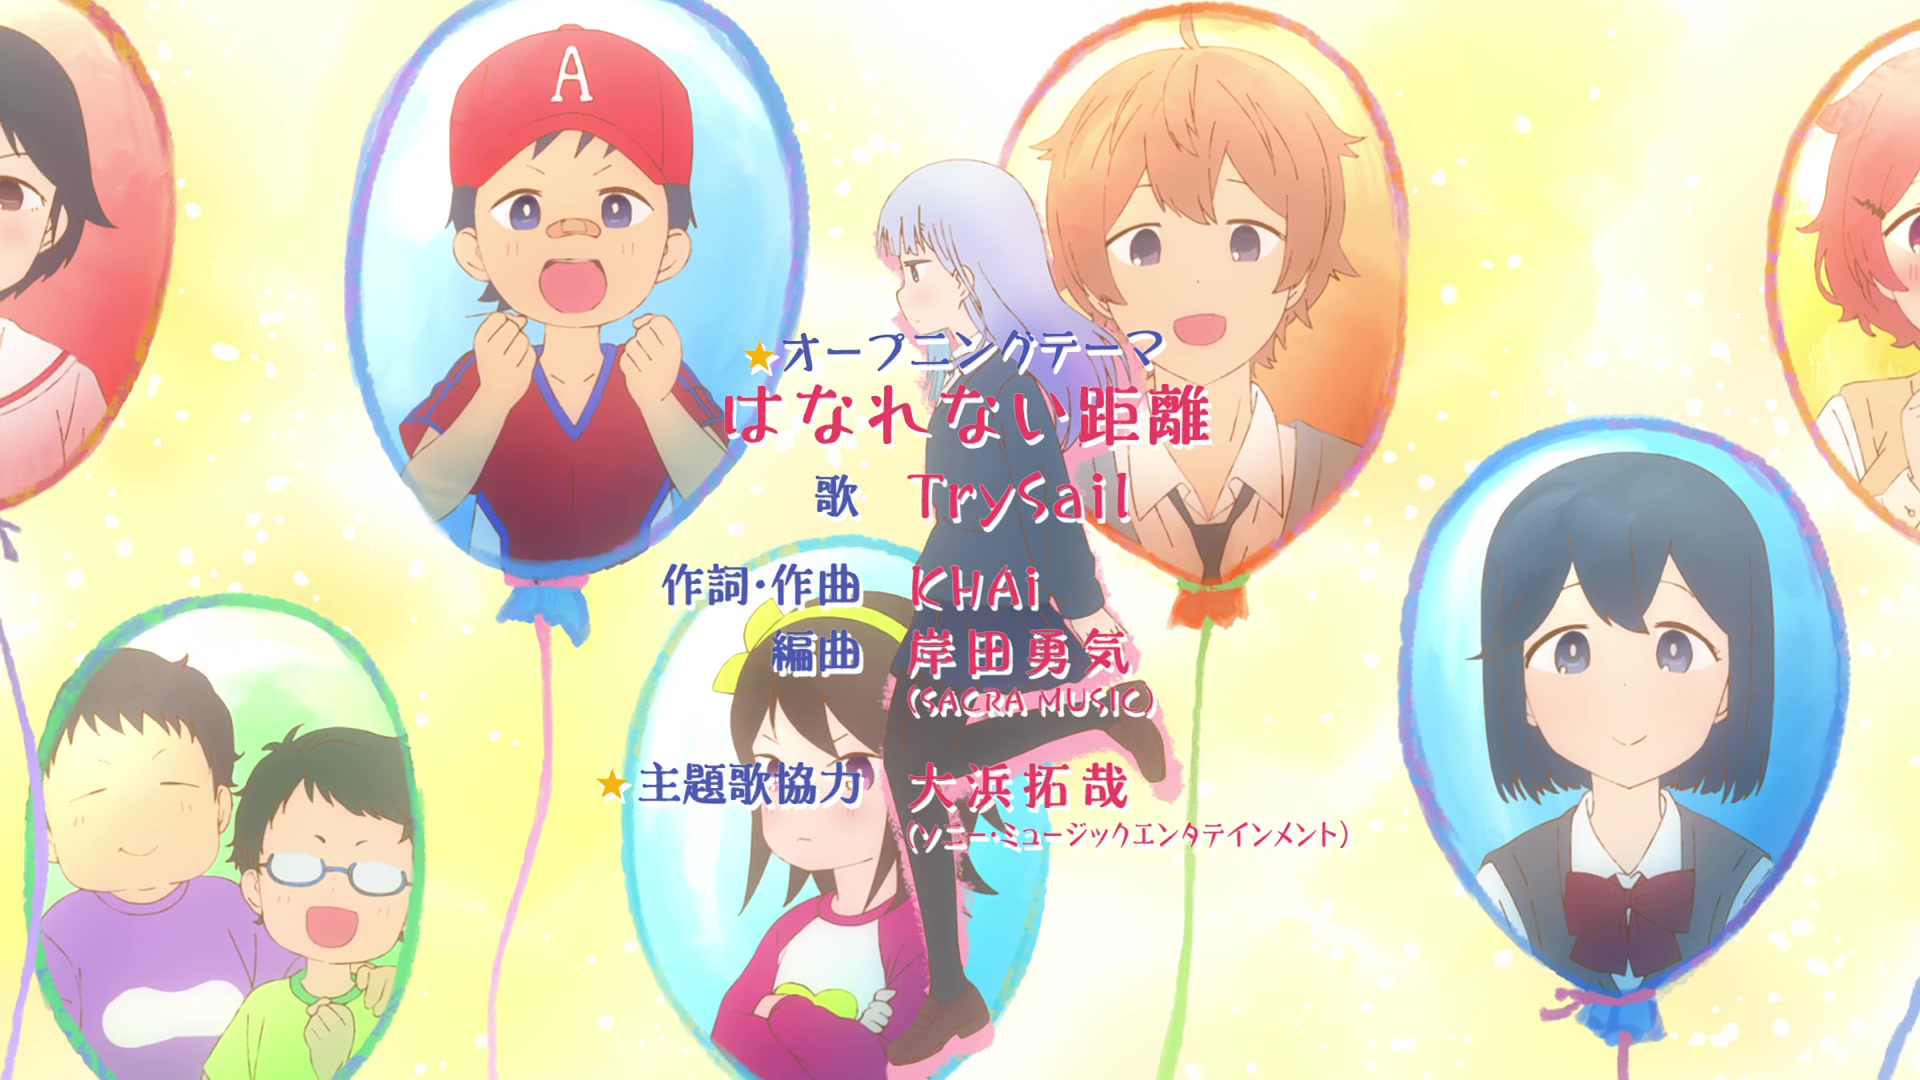 A
★オープニングテーマ
はなれない距離
歌 TrySail
作詞・作曲 KHAi
編曲 岸田勇気
(SACRA MUSIC)
★主題歌協力 大浜拓哉
(ソニー・ミュージックエンタテインメント)